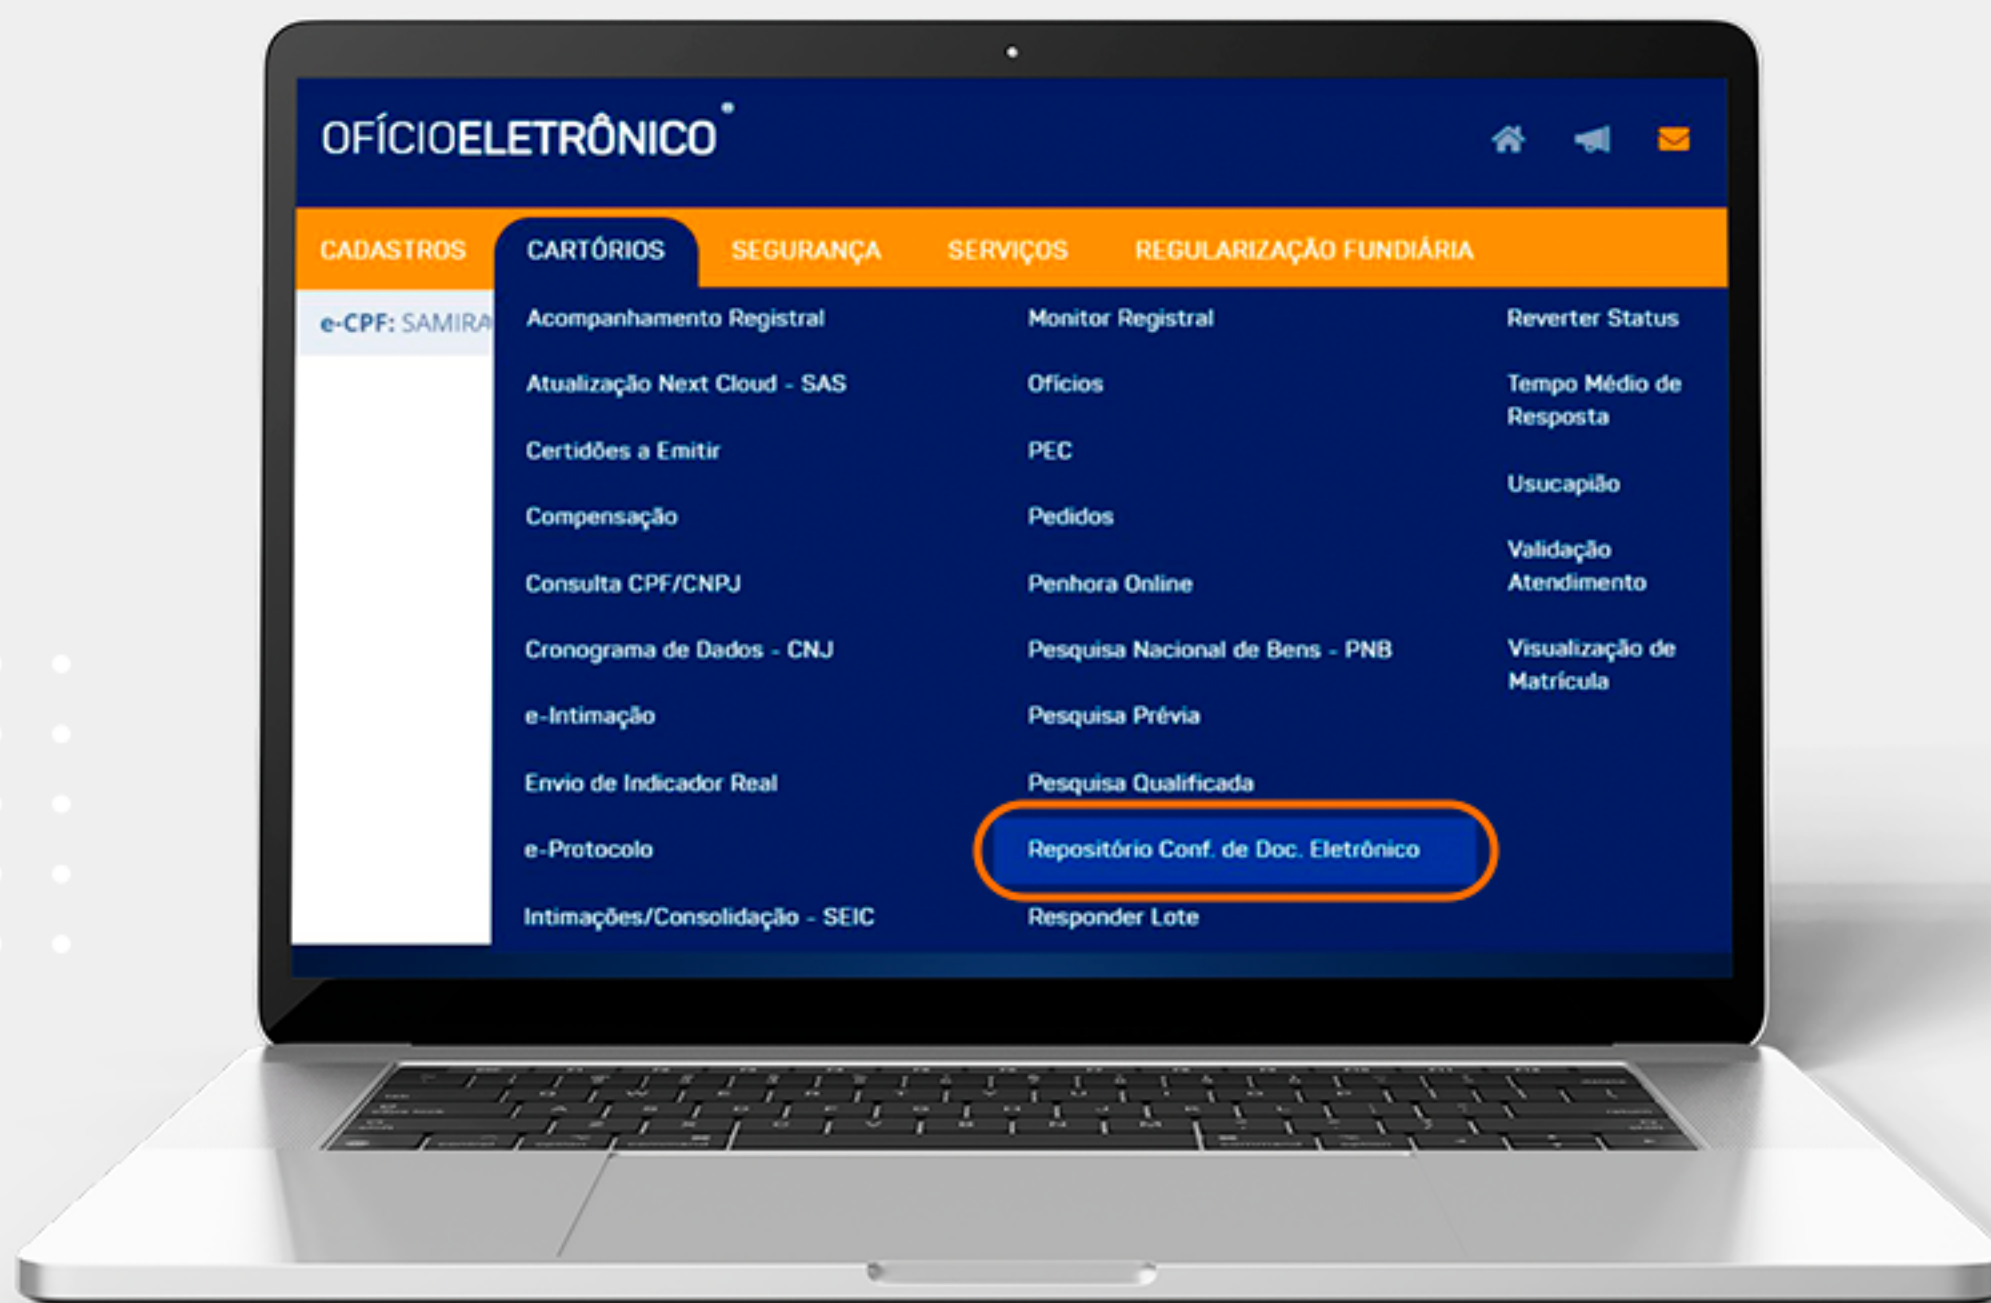 OFÍCIOELETRÔNICO
CADASTROS CARTÓRIOS SEGURANÇA SERVIÇOS REGULARIZAÇÃO FUNDIÁRIA
e-CPF: SAMIRA
Acompanhamento Registral
Atualização Next Cloud - SAS
Certidões a Emitir
Compensação
Consulta CPF/CNPJ
Cronograma de Dados - CNJ
e-Intimação
Envio de Indicador Real
e-Protocolo
Intimações/Consolidação - SEIC
Monitor Registral
Ofícios
PEC
Pedidos
Penhora Online
Pesquisa Nacional de Bens - PNB
Pesquisa Prévia
Pesquisa Qualificada
Repositório Conf. de Doc. Eletrônico
Responder Lote
Reverter Status
Tempo Médio de
Resposta
Usucapião
Validação
Atendimento
Visualização de
Matrícula